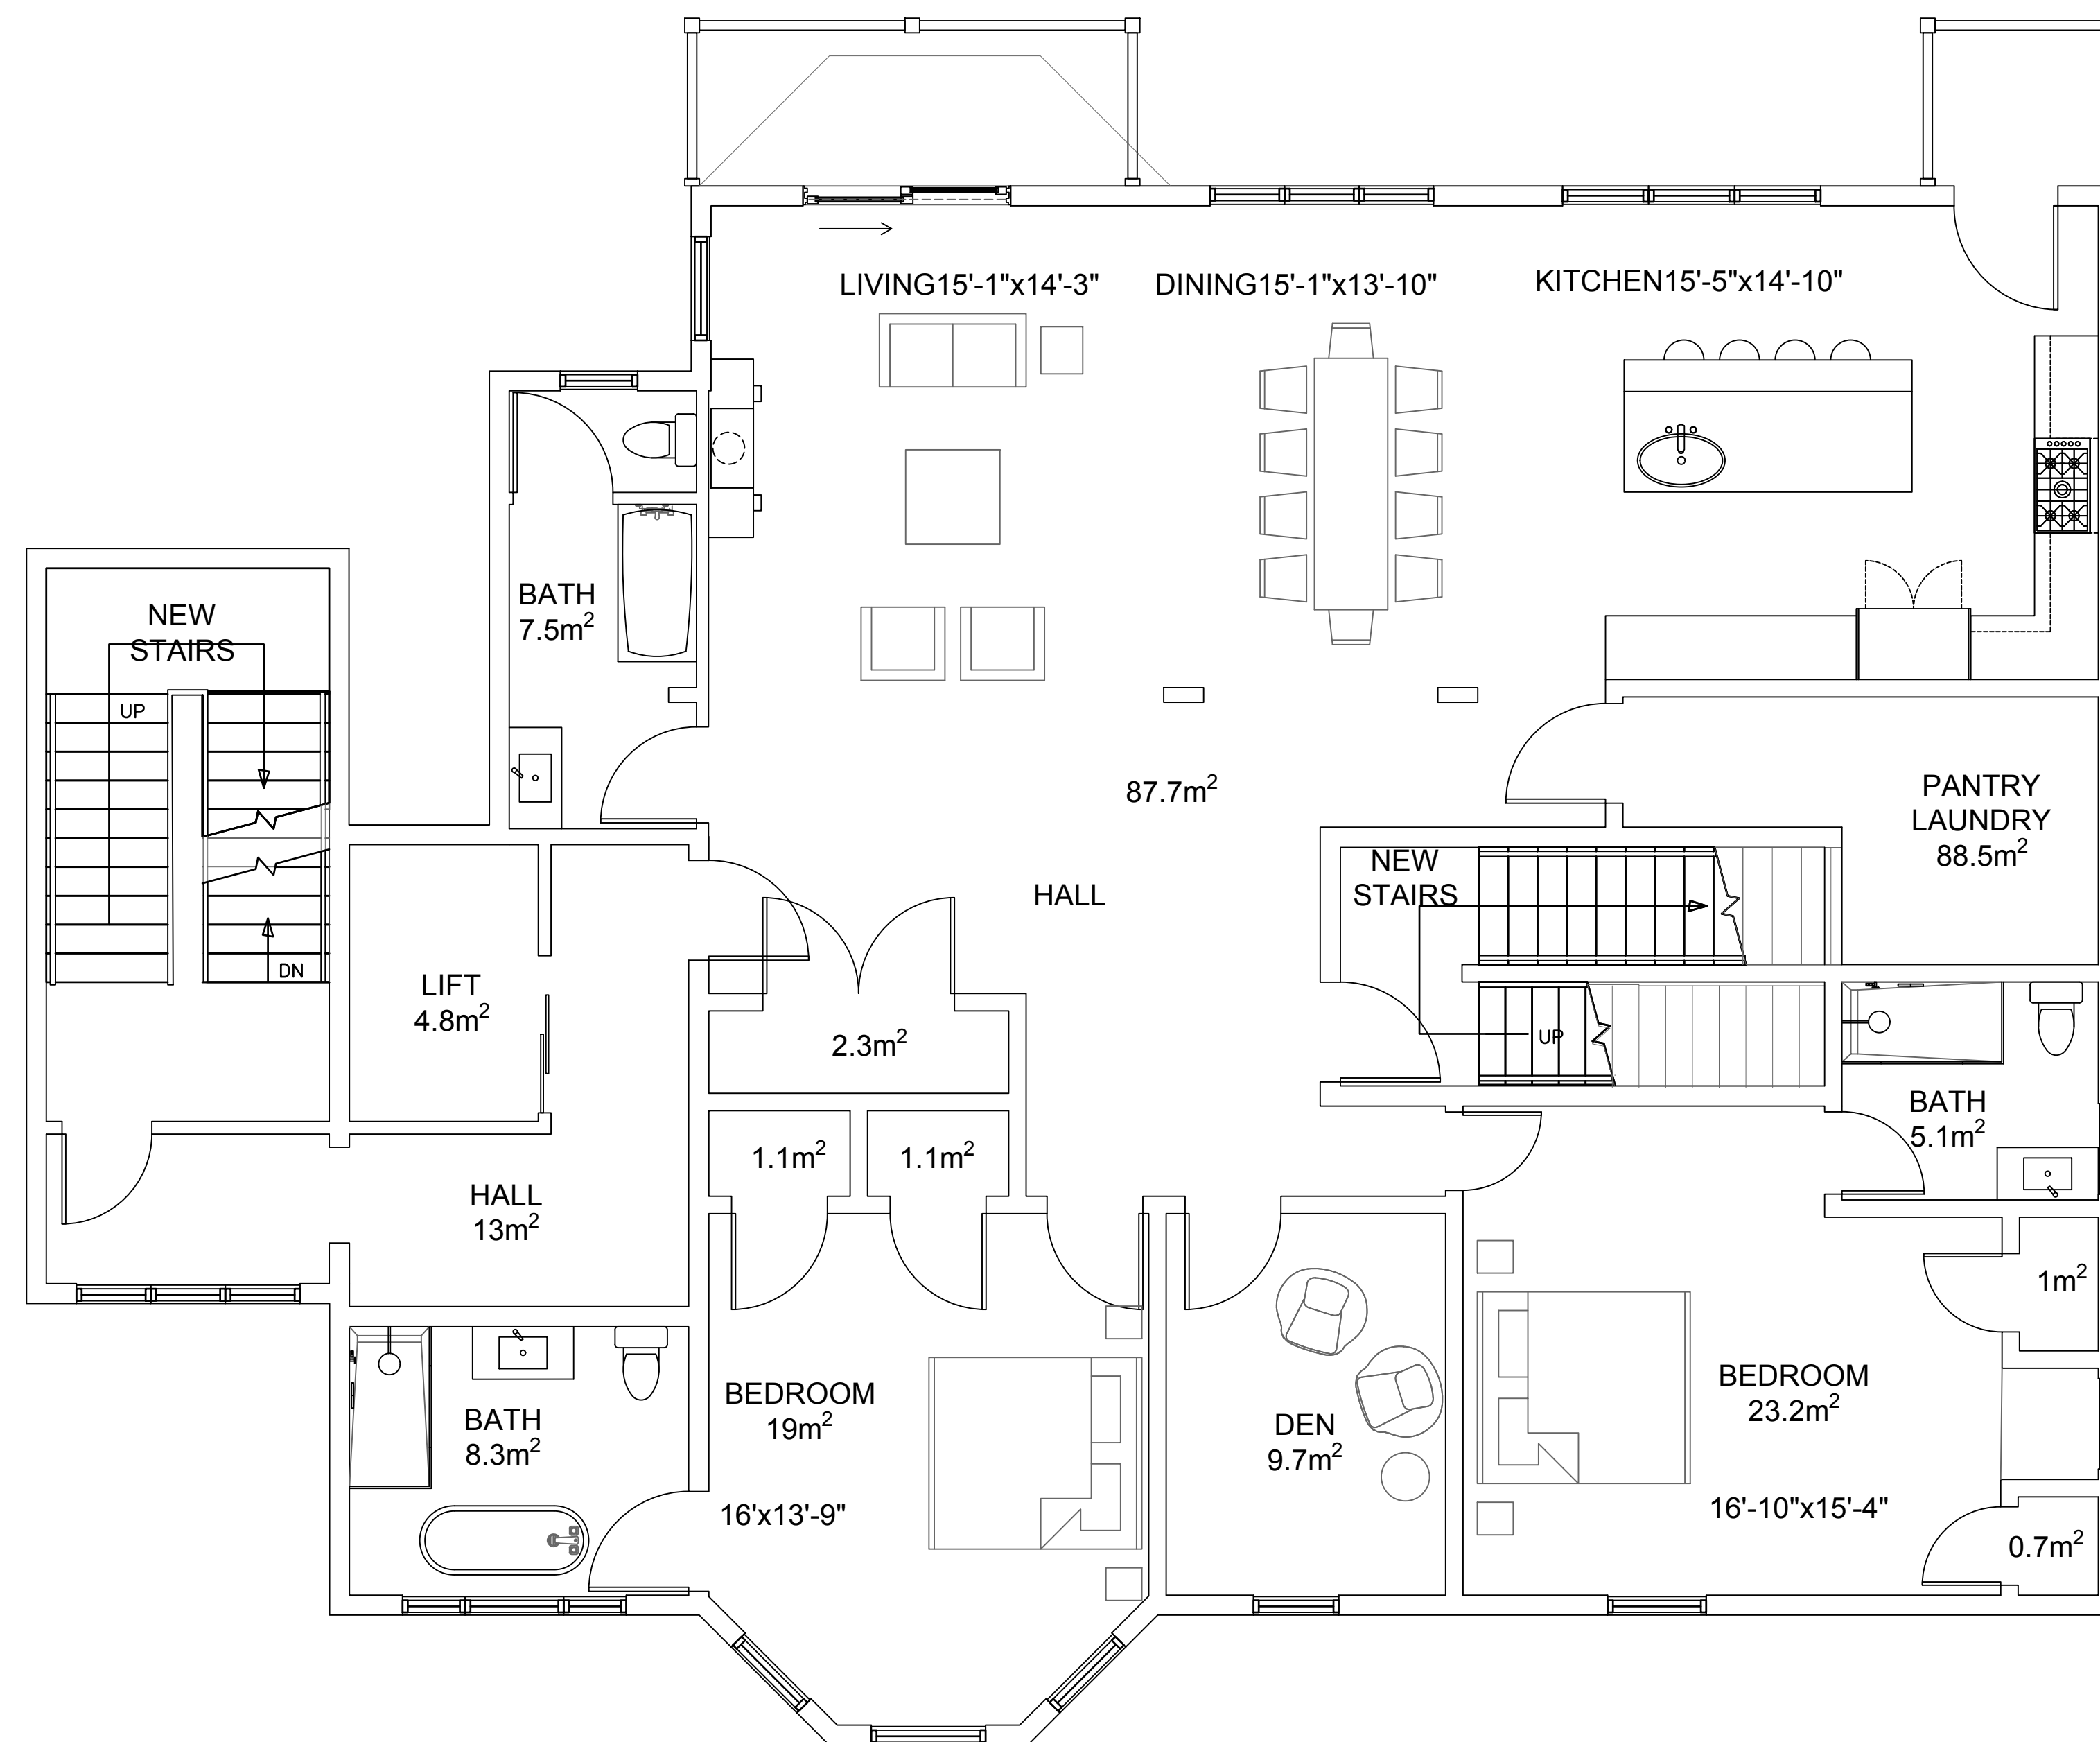 LIVING15'-1"x14'-3"
DINING15'-1"x13'-10"
KITCHEN15'-5"x14'-10"
BATH
7.5m²
NEW
STAIRS
UP
DN
87.7m²
HALL
PANTRY
LAUNDRY
88.5m²
NEW
STAIRS
UP
LIFT
4.8m²
2.3m²
1.1m²
1.1m²
BATH
5.1m²
HALL
13m²
1m²
BEDROOM
19m²
16'x13'-9"
BATH
8.3m²
DEN
9.7m²
BEDROOM
23.2m²
16'-10"x15'-4"
0.7m²